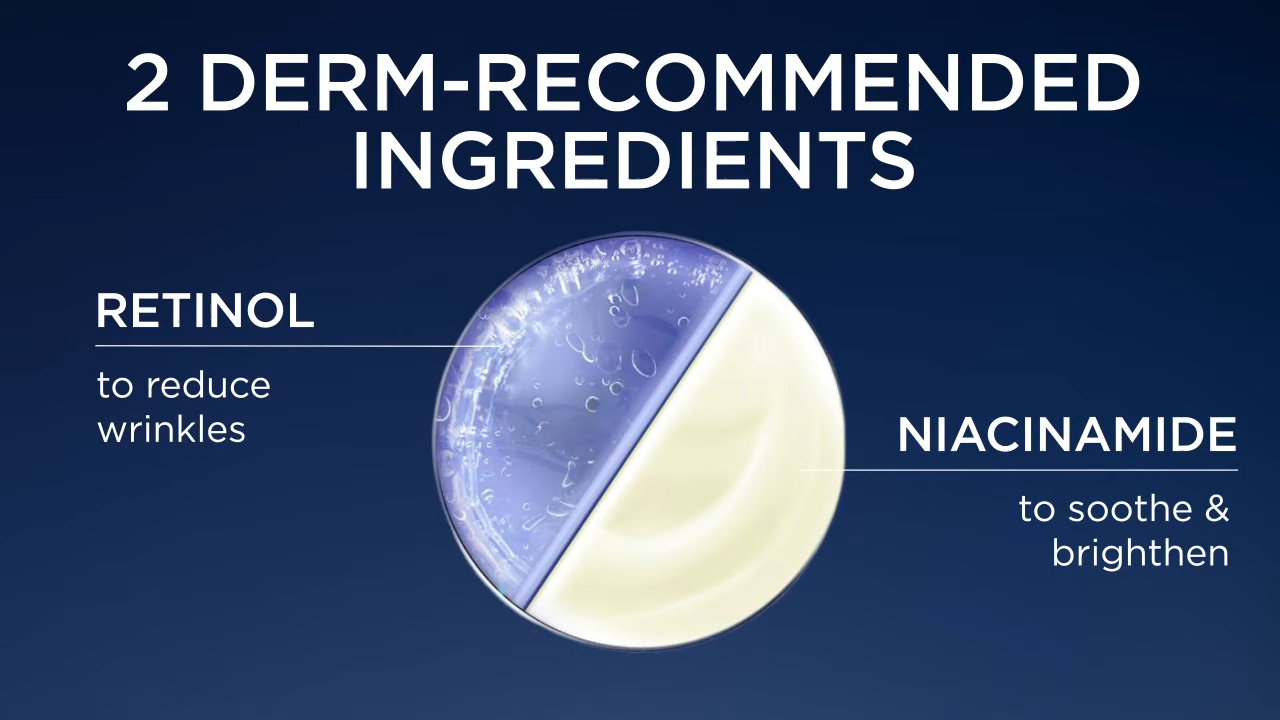 2 DERM-RECOMMENDED
INGREDIENTS
RETINOL
to reduce
wrinkles
NIACINAMIDE
to soothe &
brighthen